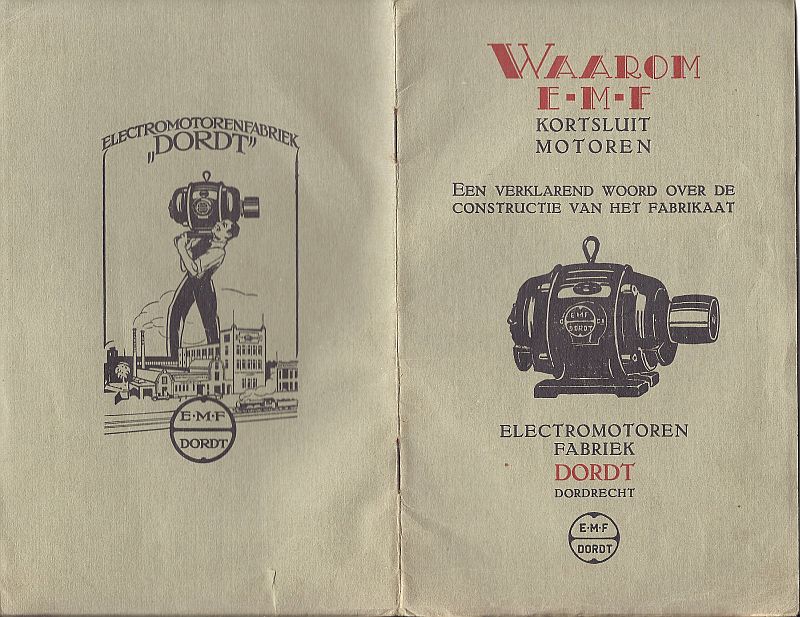 ELECTROMOTORENFABRIEK
„DORDT"
E·M·F
DORDT
WAAROM
E·M·F
KORTSLUIT
MOTOREN
EEN VERKLAREND WOORD OVER DE
CONSTRUCTIE VAN HET FABRIKAAT
E·M·F
DORDT
ELECTROMOTOREN
FABRIEK
DORDT
DORDRECHT
E·M·F
DORDT